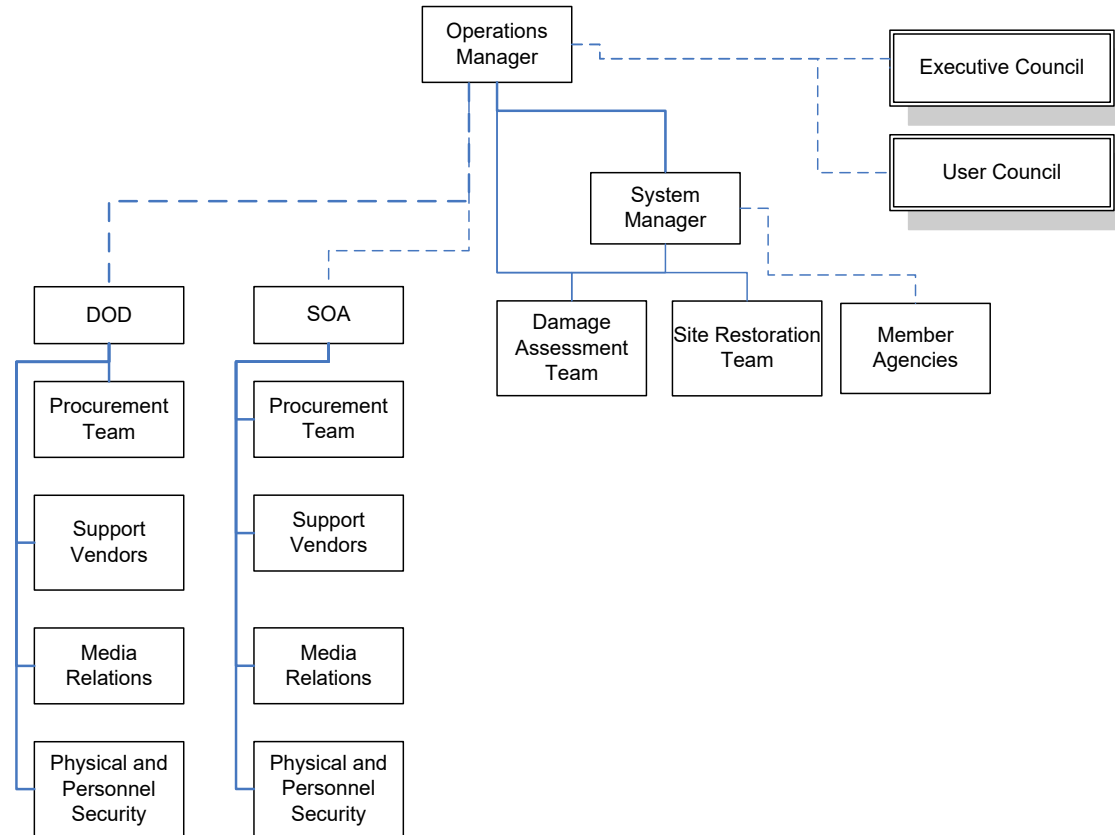 Operations
Manager
Executive Council
User Council
System
Manager
DOD
SOA
Damage
Assessment
Team
Site Restoration
Team
Member
Agencies
Procurement
Team
Procurement
Team
Support
Vendors
Support
Vendors
Media
Relations
Media
Relations
Physical and
Personnel
Security
Physical and
Personnel
Security